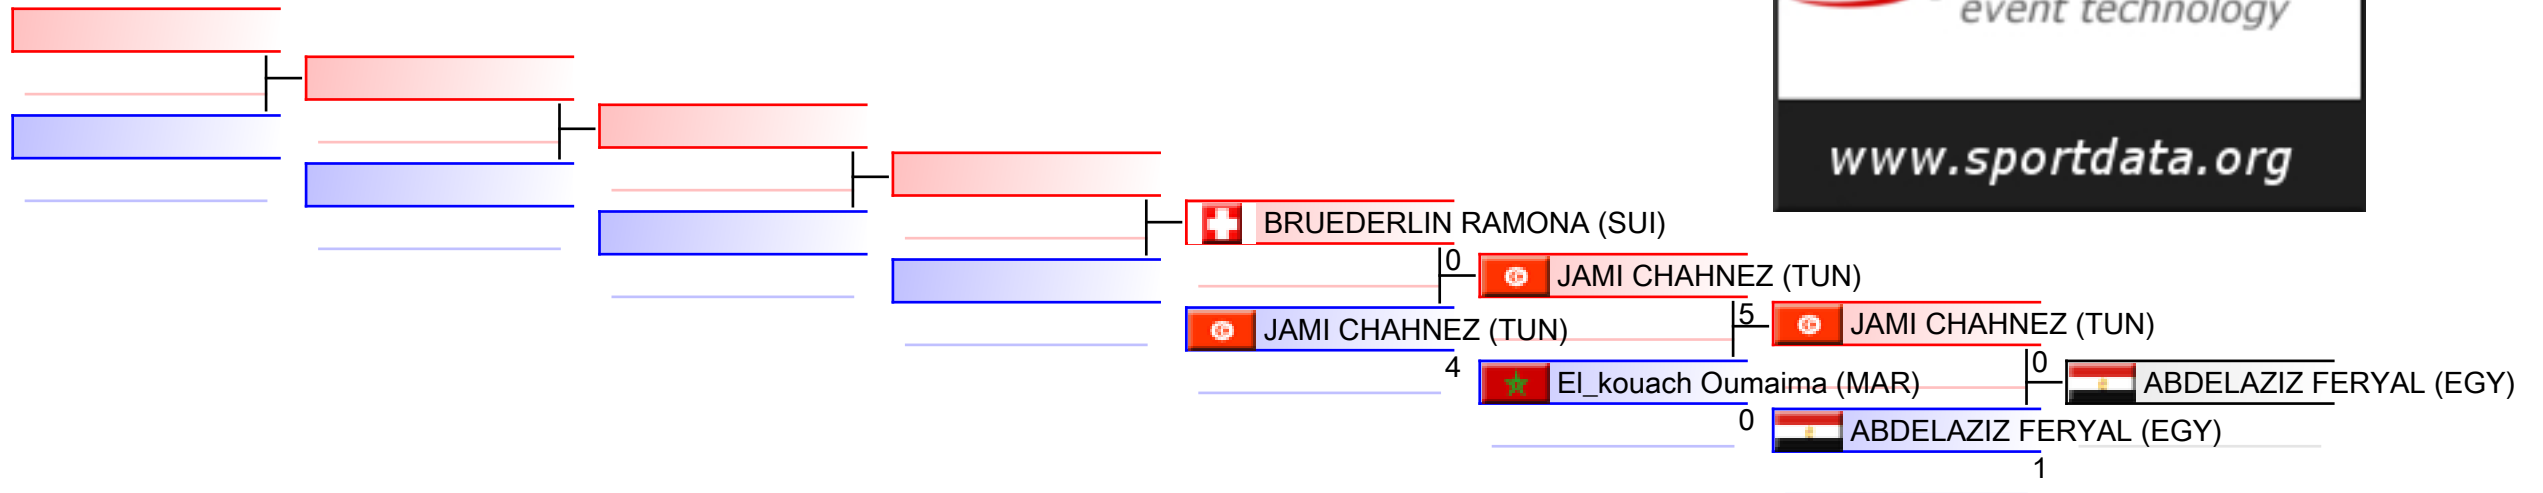 event technology
www.sportdata.org
BRUEDERLIN RAMONA (SUI)
0
JAMI CHAHNEZ (TUN)
JAMI CHAHNEZ (TUN)
4
5
JAMI CHAHNEZ (TUN)
El_kouach Oumaima (MAR)
0
0
ABDELAZIZ FERYAL (EGY)
ABDELAZIZ FERYAL (EGY)
1